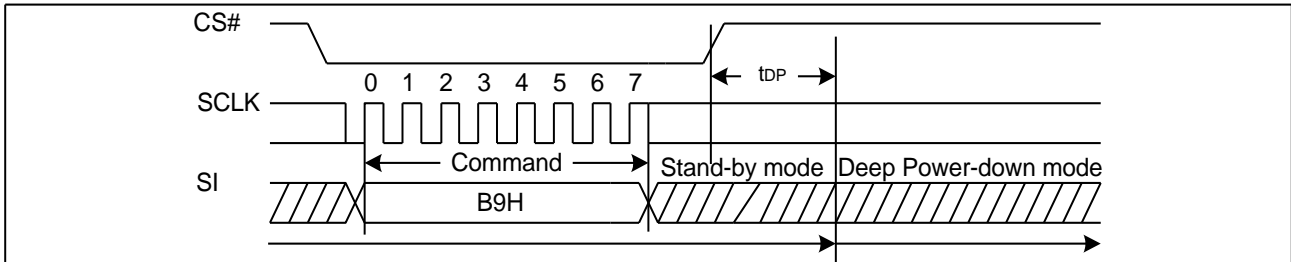 CS#
tDP
0 1 2 3 4 5 6 7
SCLK
Command
Stand-by mode Deep Power-down mode
SI
B9H